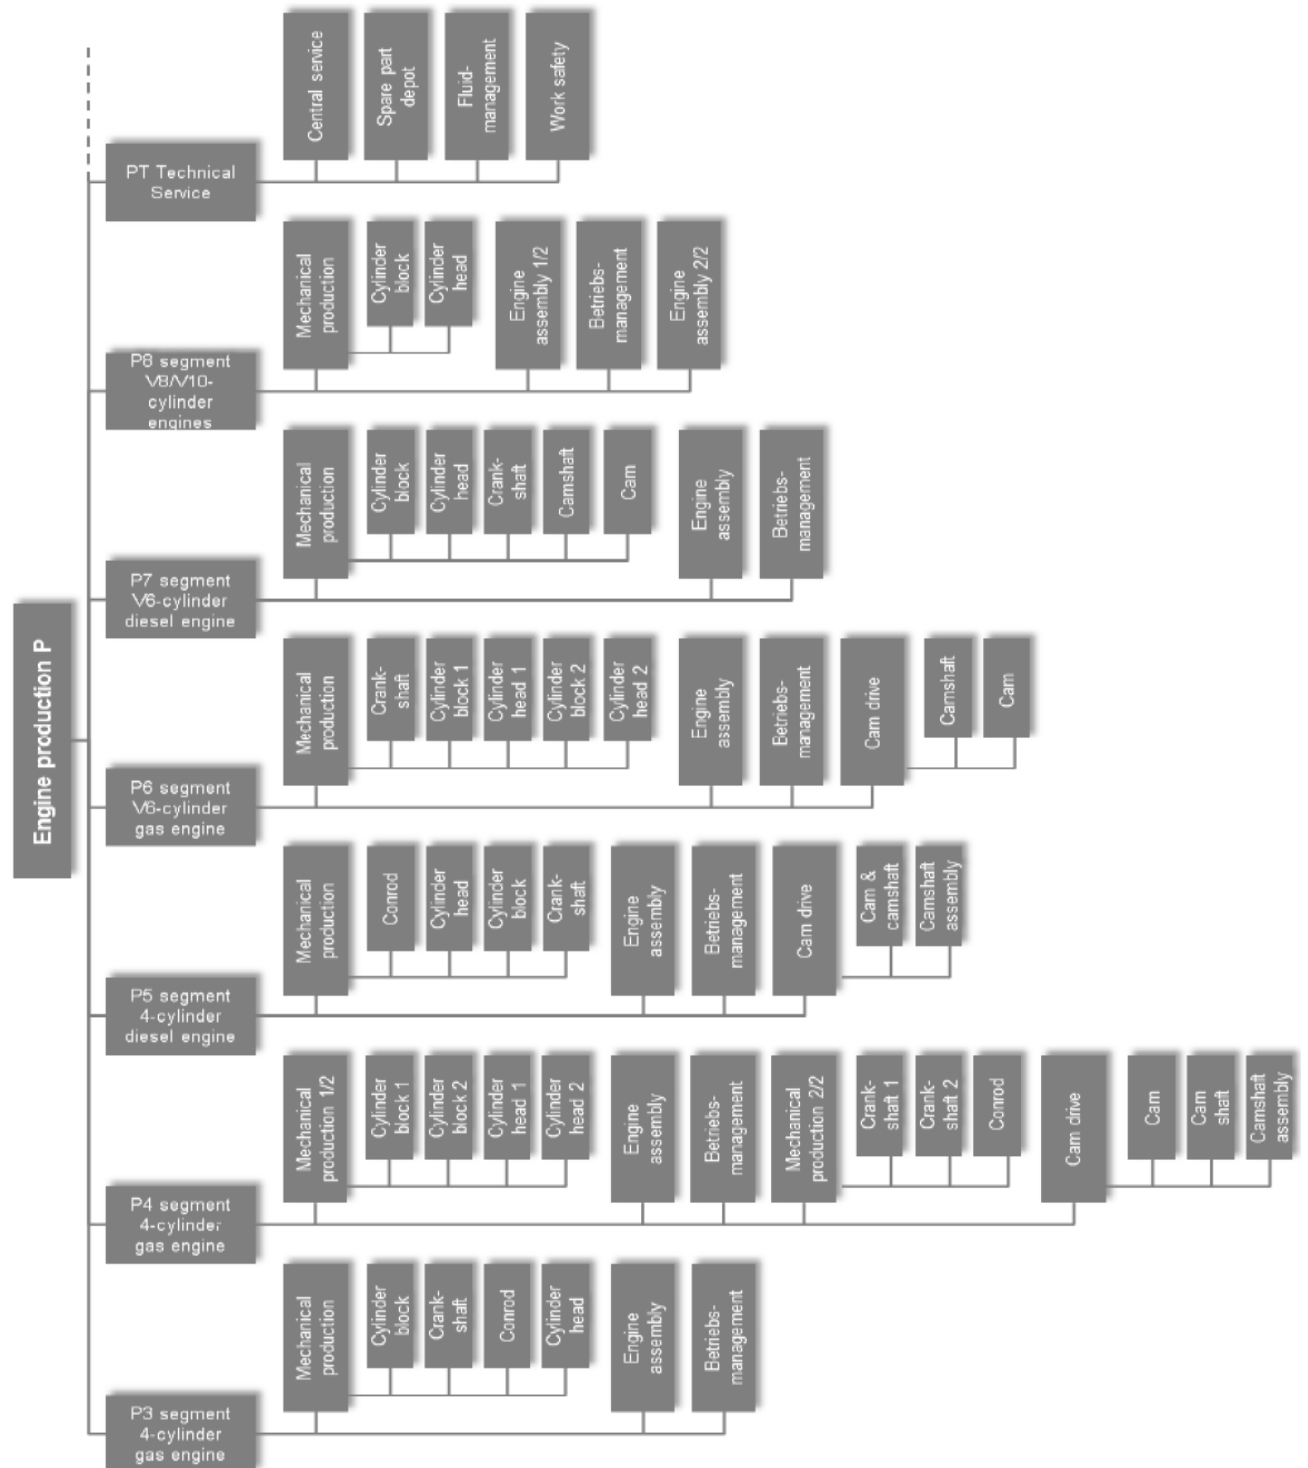 Engine production P
P3 segment
4-cylinder
gas engine
Mechanical
production
Cylinder
block
Crank-
shaft
Conrod
Cylinder
head
Engine
assembly
Betriebs-
management
P4 segment
4-cylinder
gas engine
Mechanical
production 1/2
Cylinder
block 1
Cylinder
block 2
Cylinder
head 1
Cylinder
head 2
Engine
assembly
Betriebs-
management
Mechanical
production 2/2
Crank-
shaft 1
Crank-
shaft 2
Conrod
Cam drive
Cam
Cam
shaft
Camshaft
assembly
P5 segment
4-cylinder
diesel engine
Mechanical
production
Conrod
Cylinder
head
Cylinder
block
Crank-
shaft
Engine
assembly
Betriebs-
management
Cam drive
Cam &
camshaft
Camshaft
assembly
P6 segment
V6-cylinder
gas engine
Mechanical
production
Crank-
shaft
Cylinder
block 1
Cylinder
head 1
Cylinder
block 2
Cylinder
head 2
Engine
assembly
Betriebs-
management
Cam drive
Camshaft
Cam
P7 segment
V6-cylinder
diesel engine
Mechanical
production
Cylinder
block
Cylinder
head
Crank-
shaft
Camshaft
Cam
Engine
assembly
Betriebs-
management
P8 segment
V8/V10-
cylinder
engines
Mechanical
production
Cylinder
block
Cylinder
head
Engine
assembly 1/2
Betriebs-
management
Engine
assembly 2/2
PT Technical
Service
Central service
Spare part
depot
Fluid-
management
Work safety